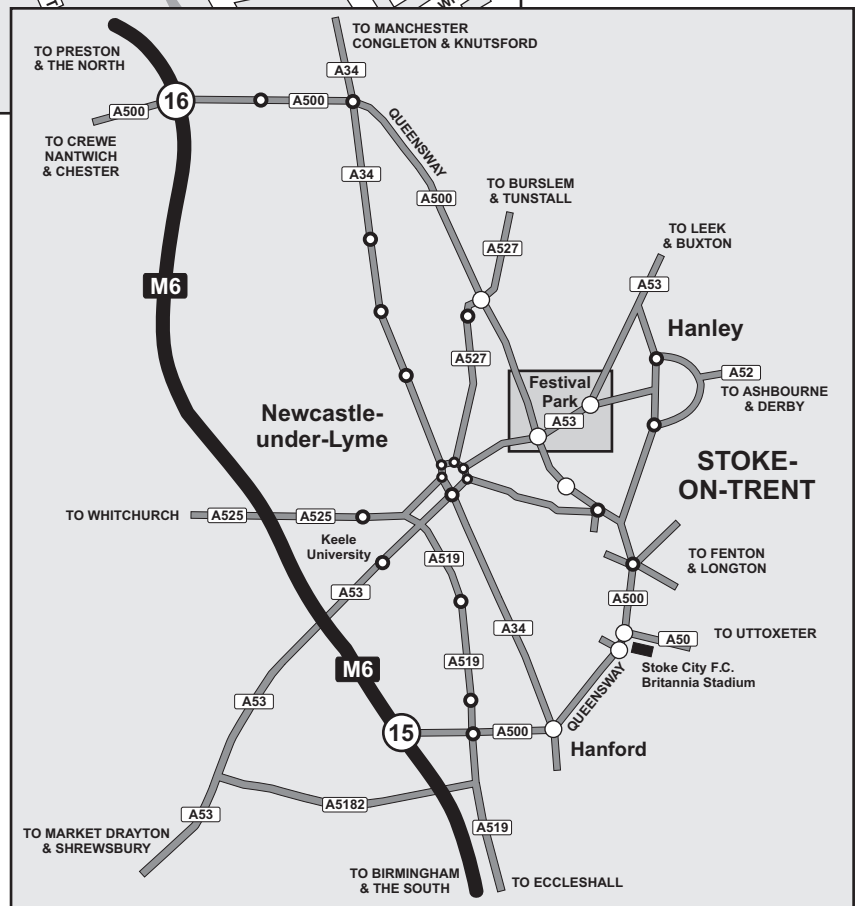 TO MANCHESTER
CONGLETON & KNUTSFORD
TO PRESTON
& THE NORTH
A34
16
A500
A500
TO CREWE
NANTWICH
& CHESTER
QUEENSWAY
A34
A500
TO BURSLEM
& TUNSTALL
A527
TO LEEK
& BUXTON
A53
M6
Hanley
A527
A52
TO ASHBOURNE
& DERBY
Festival
Park
A53
Newcastle-
under-Lyme
STOKE-
ON-TRENT
TO WHITCHURCH
A525
A525
Keele
University
A519
TO FENTON
& LONGTON
A53
A500
A34
A50
TO UTTOXETER
Stoke City F.C.
Britannia Stadium
A519
M6
QUEENSWAY
A53
15
A500
Hanford
A5182
A53
A519
TO MARKET DRAYTON
& SHREWSBURY
TO BIRMINGHAM
& THE SOUTH
TO ECCLESHALL